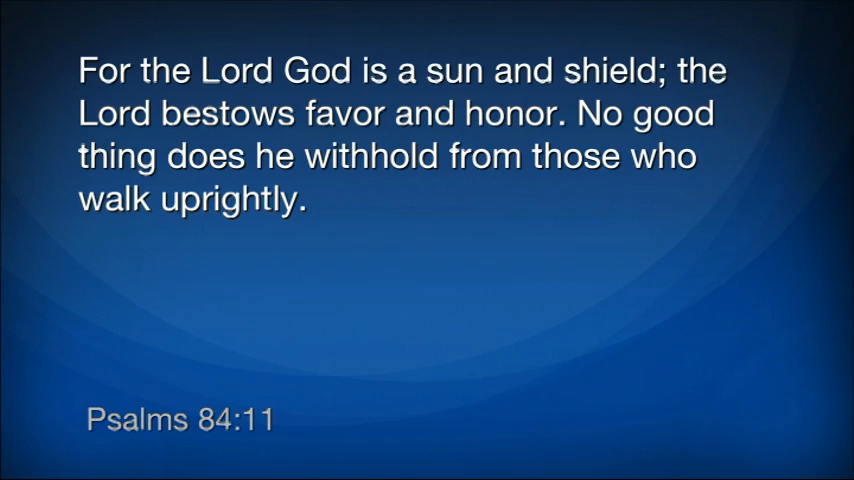 For the Lord God is a sun and shield; the
Lord bestows favor and honor. No good
thing does he withhold from those who
walk uprightly.
Psalms 84:11